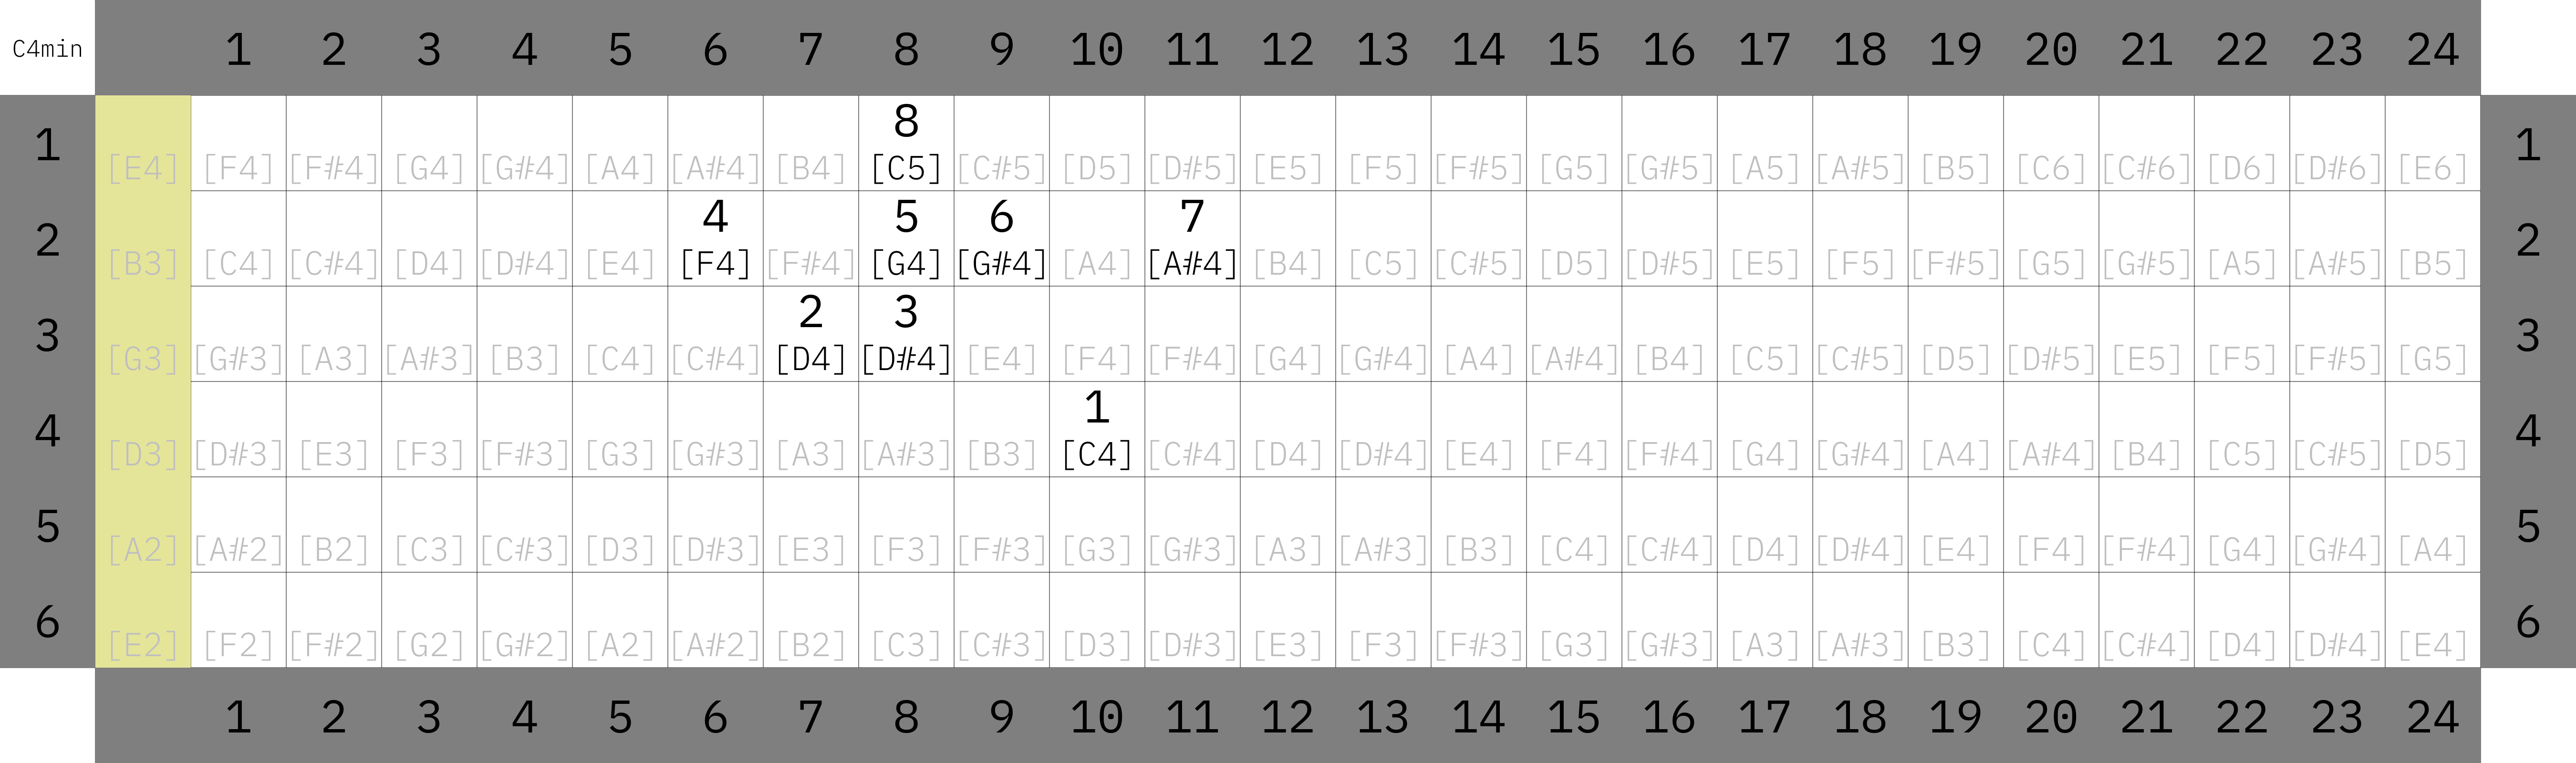 C4min 1 2 3 4 5 6 7 8 9 10 11 12 13 14 15 16 17 18 19 20 21 22 23 24
8
1 [E4] [F4] [F#4] [G4] [G#4] [A4] [A#4] [B4] [C5] [C#5] [D5] [D#5] [E5] [F5] [F#5] [G5] [G#5] [A5] [A#5] [B5] [C6] [C#6] [D6] [D#6] [E6] 1
4 5 6 7
2 [B3] [C4] [C#4] [D4] [D#4] [E4] [F4] [F#4] [G4] [G#4] [A4] [A#4] [B4] [C5] [C#5] [D5] [D#5] [E5] [F5] [F#5] [G5] [G#5] [A5] [A#5] [B5] 2
2 3
3 [G3] [G#3] [A3] [A#3] [B3] [C4] [C#4] [D4] [D#4] [E4] [F4] [F#4] [G4] [G#4] [A4] [A#4] [B4] [C5] [C#5] [D5] [D#5] [E5] [F5] [F#5] [G5] 3
1
4 [D3] [D#3] [E3] [F3] [F#3] [G3] [G#3] [A3] [A#3] [B3] [C4] [C#4] [D4] [D#4] [E4] [F4] [F#4] [G4] [G#4] [A4] [A#4] [B4] [C5] [C#5] [D5] 4
5 [A2] [A#2] [B2] [C3] [C#3] [D3] [D#3] [E3] [F3] [F#3] [G3] [G#3] [A3] [A#3] [B3] [C4] [C#4] [D4] [D#4] [E4] [F4] [F#4] [G4] [G#4] [A4] 5
6 [E2] [F2] [F#2] [G2] [G#2] [A2] [A#2] [B2] [C3] [C#3] [D3] [D#3] [E3] [F3] [F#3] [G3] [G#3] [A3] [A#3] [B3] [C4] [C#4] [D4] [D#4] [E4] 6
1 2 3 4 5 6 7 8 9 10 11 12 13 14 15 16 17 18 19 20 21 22 23 24